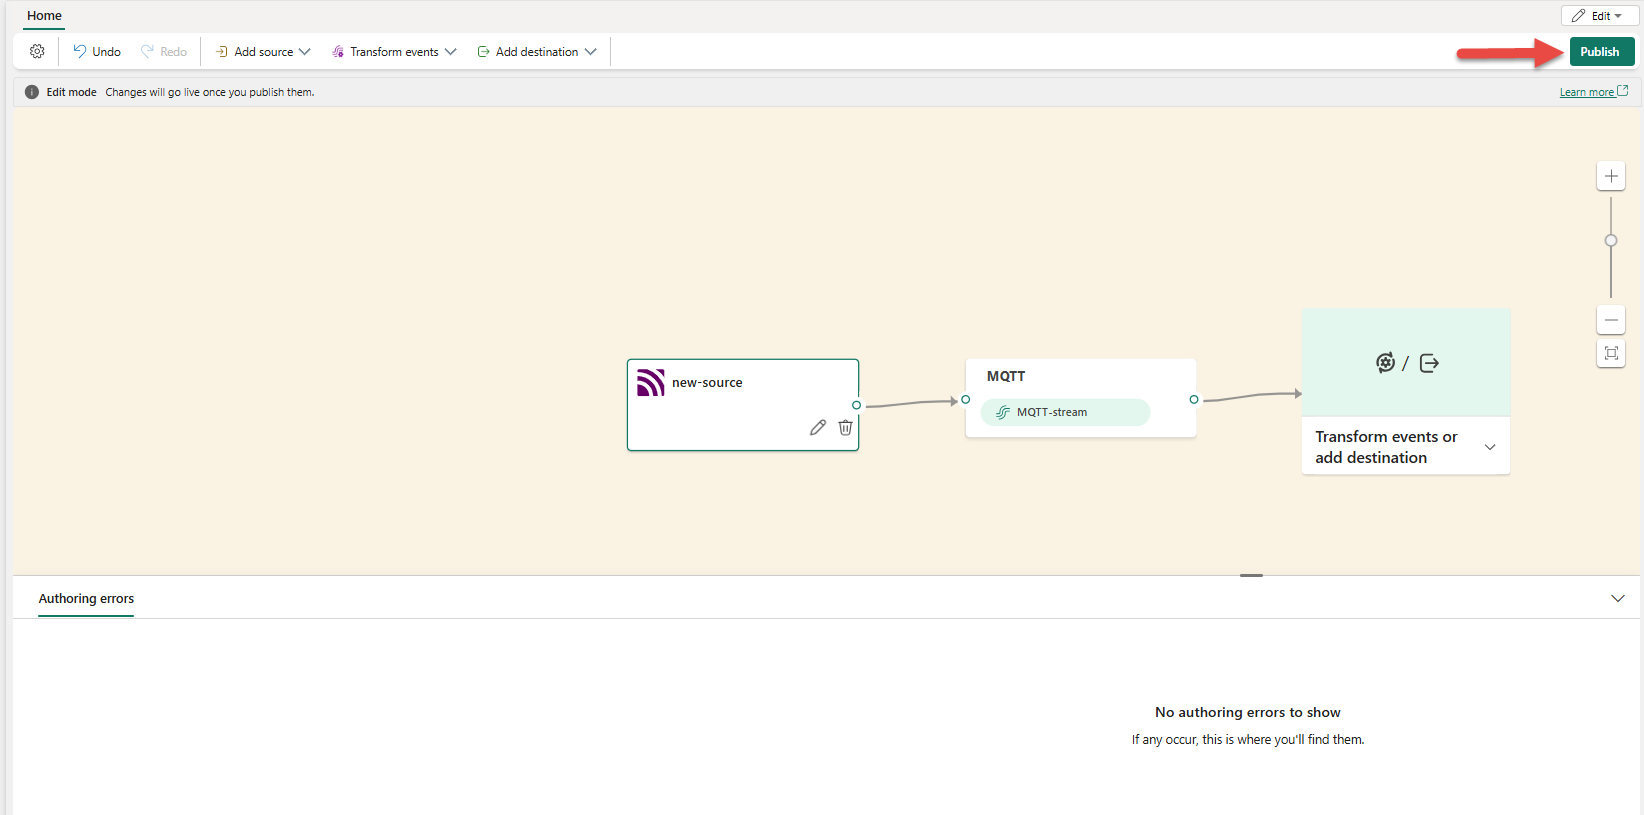 Home
Edit
Undo
Redo
Add source
Transform events
Add destination
Publish
Edit mode Changes will go live once you publish them.
Learn more
new-source
MQTT
MQTT-stream
/
Transform events or
add destination
Authoring errors
No authoring errors to show
If any occur, this is where you'll find them.